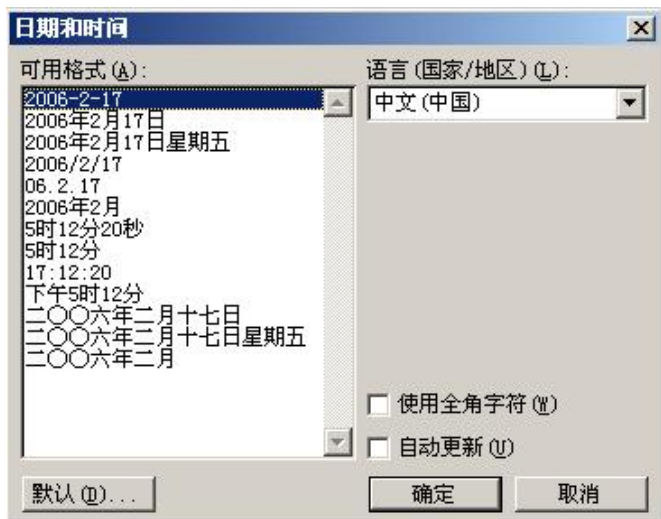 日期和时间
可用格式(A):
2006-2-17
2006年2月17日
2006年2月17日星期五
2006/2/17
06.2.17
2006年2月
5时12分20秒
5时12分
17:12:20
下午5时12分
二〇〇六年二月十七日
二〇〇六年二月十七日星期五
二〇〇六年二月
语言(国家/地区)(L):
中文(中国)
使用全角字符(W)
自动更新(U)
默认(D)...
确定
取消